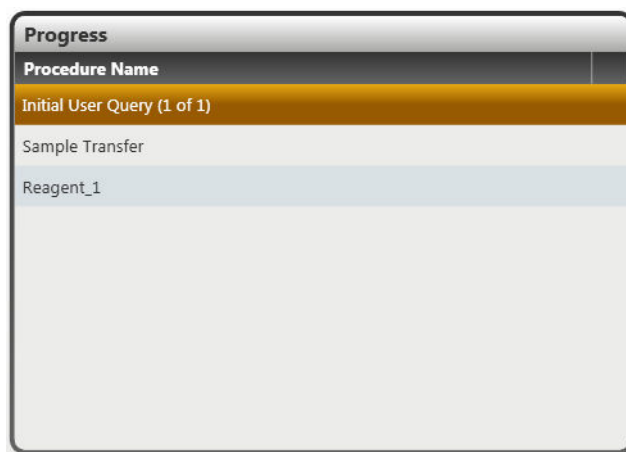 Progress
Procedure Name
Initial User Query (1 of 1)
Sample Transfer
Reagent_1